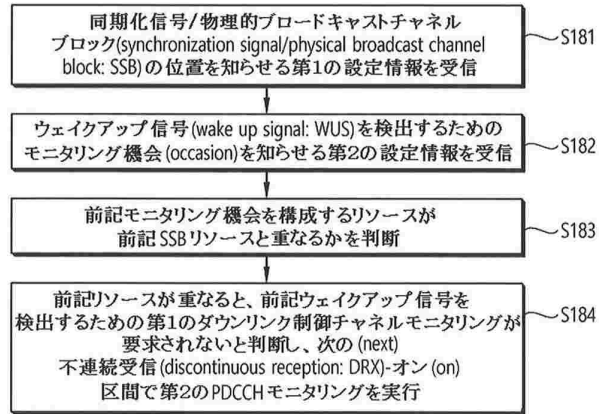 同期化信号/物理的ブロードキャストチャネル
ブロック(synchronization signal/physical broadcast channel
block: SSB)の位置を知らせる第1の設定情報を受信
S181
ウェイクアップ信号(wake up signal: WUS)を検出するための
モニタリング機会(occasion)を知らせる第2の設定情報を受信
S182
前記モニタリング機会を構成するリソースが
前記SSBリソースと重なるかを判断
S183
前記リソースが重なると、前記ウェイクアップ信号を
検出するための第1のダウンリンク制御チャネルモニタリングが
要求されないと判断し、次の(next)
不連続受信(discontinuous reception: DRX)-オン(on)
区間で第2のPDCCHモニタリングを実行
S184